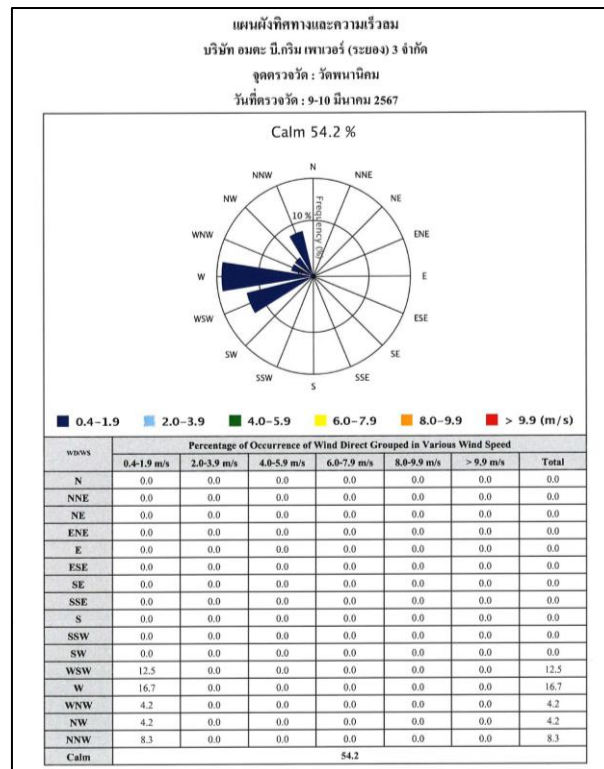 แผนผังทิศทางและความเร็วลม
บริษัท อมตะ บี.กริม เพาเวอร์ (ระยอง) 3 จำกัด
จุดตรวจวัด : วัดพนานิคม
วันที่ตรวจวัด : 9-10 มีนาคม 2567
Calm 54.2 %
N
NNW NNE
NW NE
WNW ENE
10 %
Frequency (%)
W E
WSW ESE
SW SE
SSW SSE
S
0.4-1.9 2.0-3.9 4.0-5.9 6.0-7.9 8.0-9.9 > 9.9 (m/s)
WD/WS Percentage of Occurrence of Wind Direct Grouped in Various Wind Speed
0.4-1.9 m/s 2.0-3.9 m/s 4.0-5.9 m/s 6.0-7.9 m/s 8.0-9.9 m/s > 9.9 m/s Total
N 0.0 0.0 0.0 0.0 0.0 0.0 0.0
NNE 0.0 0.0 0.0 0.0 0.0 0.0 0.0
NE 0.0 0.0 0.0 0.0 0.0 0.0 0.0
ENE 0.0 0.0 0.0 0.0 0.0 0.0 0.0
E 0.0 0.0 0.0 0.0 0.0 0.0 0.0
ESE 0.0 0.0 0.0 0.0 0.0 0.0 0.0
SE 0.0 0.0 0.0 0.0 0.0 0.0 0.0
SSE 0.0 0.0 0.0 0.0 0.0 0.0 0.0
S 0.0 0.0 0.0 0.0 0.0 0.0 0.0
SSW 0.0 0.0 0.0 0.0 0.0 0.0 0.0
SW 0.0 0.0 0.0 0.0 0.0 0.0 0.0
WSW 12.5 0.0 0.0 0.0 0.0 0.0 12.5
W 16.7 0.0 0.0 0.0 0.0 0.0 16.7
WNW 4.2 0.0 0.0 0.0 0.0 0.0 4.2
NW 4.2 0.0 0.0 0.0 0.0 0.0 4.2
NNW 8.3 0.0 0.0 0.0 0.0 0.0 8.3
Calm 54.2